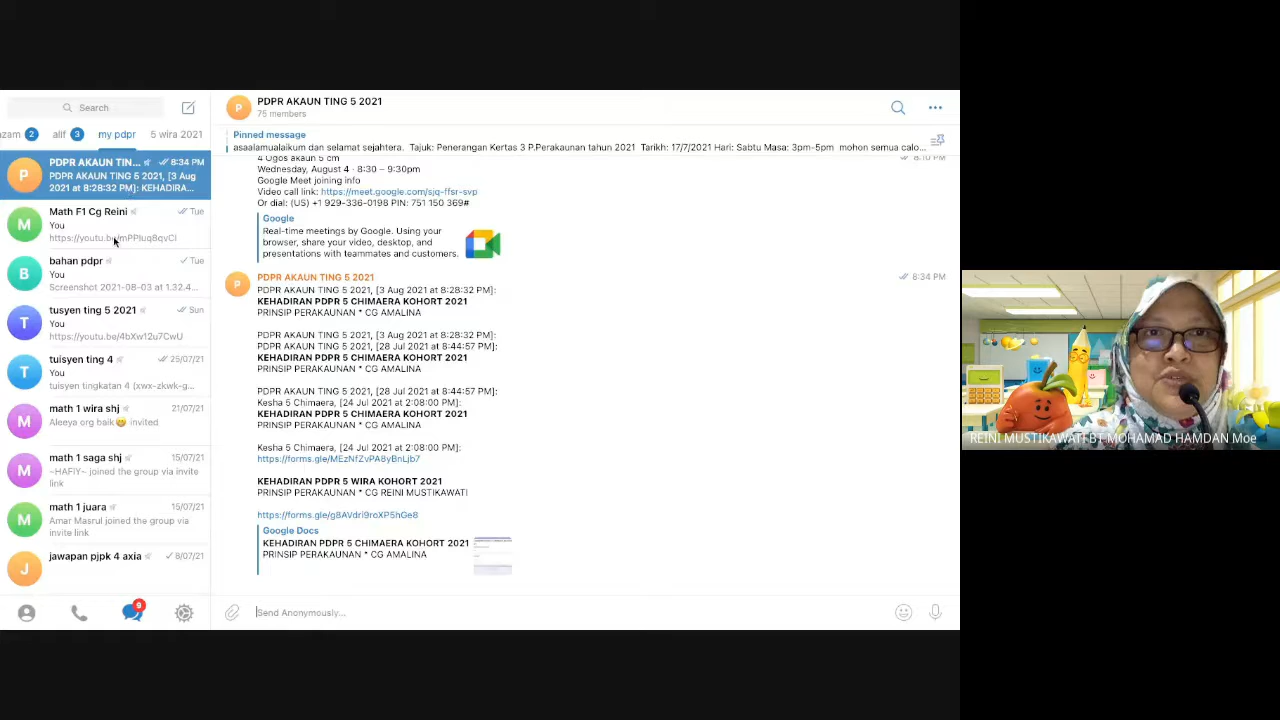 Search
azam 2 alif 3 my pdpr 5 wira 2021
PDPR AKAUN TIN... 8:34 PM
PDPR AKAUN TING 5 2021, [3 Aug
2021 at 8:28:32 PM]: KEHADIRA...
Math F1 Cg Reini Tue
You
bahan pdpr Tue
You
Screenshot 2021-08-03 at 1.32.4...
tusyen ting 5 2021 Sun
You
https://youtu.be/4bXw12u7CwU
tuisyen ting 4 25/07/21
You
tuisyen tingkatan 4 (xwx-zkwk-g...
math 1 wira shj 21/07/21
Aleeya org baik😬 invited
math 1 saga shj 15/07/21
~HAFIY~ joined the group via invite
link
math 1 juara 15/07/21
Amar Masrul joined the group via
invite link
jawapan pjpk 4 axia 8/07/21
9
PDPR AKAUN TING 5 2021
75 members
Pinned message
asaalamualaikum dan selamat sejahtera. Tajuk: Penerangan Kertas 3 P.Perakaunan tahun 2021 Tarikh: 17/7/2021 Hari: Sabtu Masa: 3pm-5pm mohon semua calo...
4 Ogos akaun 5 cm 8:10 PM
Wednesday, August 4 · 8:30 – 9:30pm
Google Meet joining info
Video call link: https://meet.google.com/sjq-ffsr-svp
Or dial: (US) +1 929-336-0198 PIN: 751 150 369#
Google
Real-time meetings by Google. Using your
browser, share your video, desktop, and
presentations with teammates and customers.
PDPR AKAUN TING 5 2021 8:34 PM
PDPR AKAUN TING 5 2021, [3 Aug 2021 at 8:28:32 PM]:
KEHADIRAN PDPR 5 CHIMAERA KOHORT 2021
PRINSIP PERAKAUNAN * CG AMALINA
PDPR AKAUN TING 5 2021, [3 Aug 2021 at 8:28:32 PM]:
PDPR AKAUN TING 5 2021, [28 Jul 2021 at 8:44:57 PM]:
KEHADIRAN PDPR 5 CHIMAERA KOHORT 2021
PRINSIP PERAKAUNAN * CG AMALINA
PDPR AKAUN TING 5 2021, [28 Jul 2021 at 8:44:57 PM]:
Kesha 5 Chimaera, [24 Jul 2021 at 2:08:00 PM]:
KEHADIRAN PDPR 5 CHIMAERA KOHORT 2021
PRINSIP PERAKAUNAN * CG AMALINA
Kesha 5 Chimaera, [24 Jul 2021 at 2:08:00 PM]:
https://forms.gle/MEzNfZvPA8yBnLjb7
KEHADIRAN PDPR 5 WIRA KOHORT 2021
PRINSIP PERAKAUNAN * CG REINI MUSTIKAWATI
https://forms.gle/g8AVdri9roXP5hGe8
Google Docs
KEHADIRAN PDPR 5 CHIMAERA KOHORT 2021
PRINSIP PERAKAUNAN * CG AMALINA
Send Anonymously...
REINI MUSTIKAWATI BT MOHAMAD HAMDAN Moe